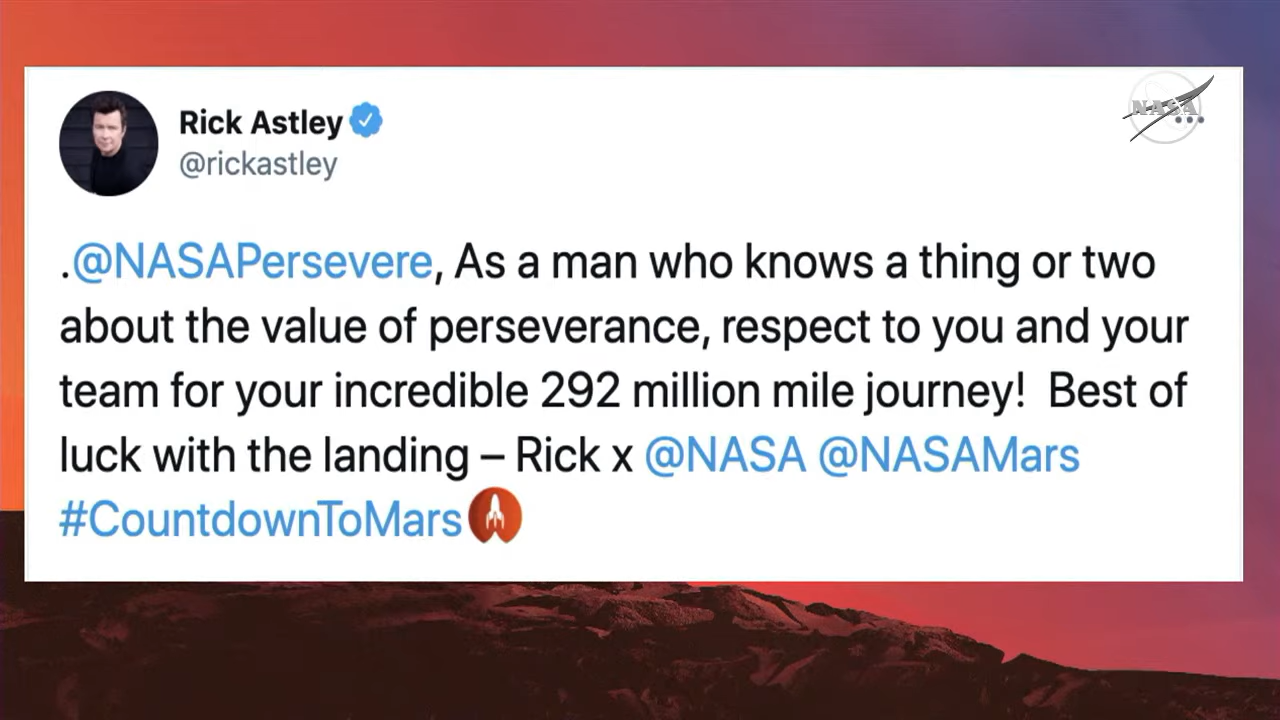 NASA
Rick Astley
@rickastley
.@NASAPersevere, As a man who knows a thing or two
about the value of perseverance, respect to you and your
team for your incredible 292 million mile journey!  Best of
luck with the landing – Rick x @NASA @NASAMars
#CountdownToMars